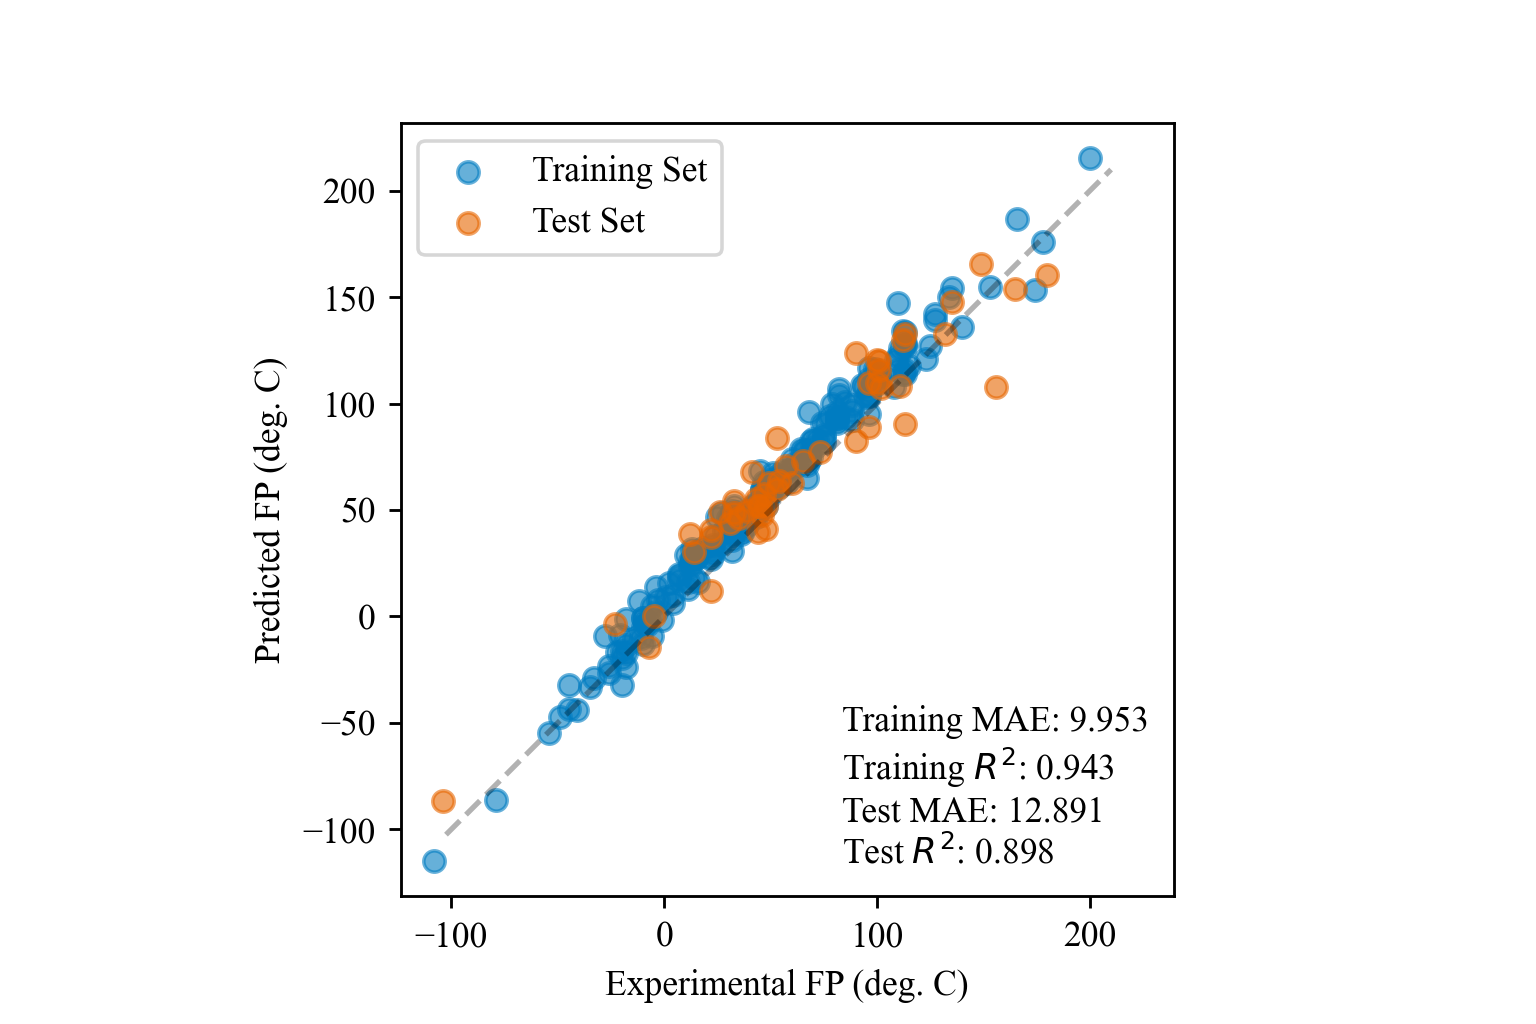 Training Set
Test Set
200
150
100
50
0
−50
−100
Predicted FP (deg. C)
Training MAE: 9.953
Training R²: 0.943
Test MAE: 12.891
Test R²: 0.898
−100 0 100 200
Experimental FP (deg. C)